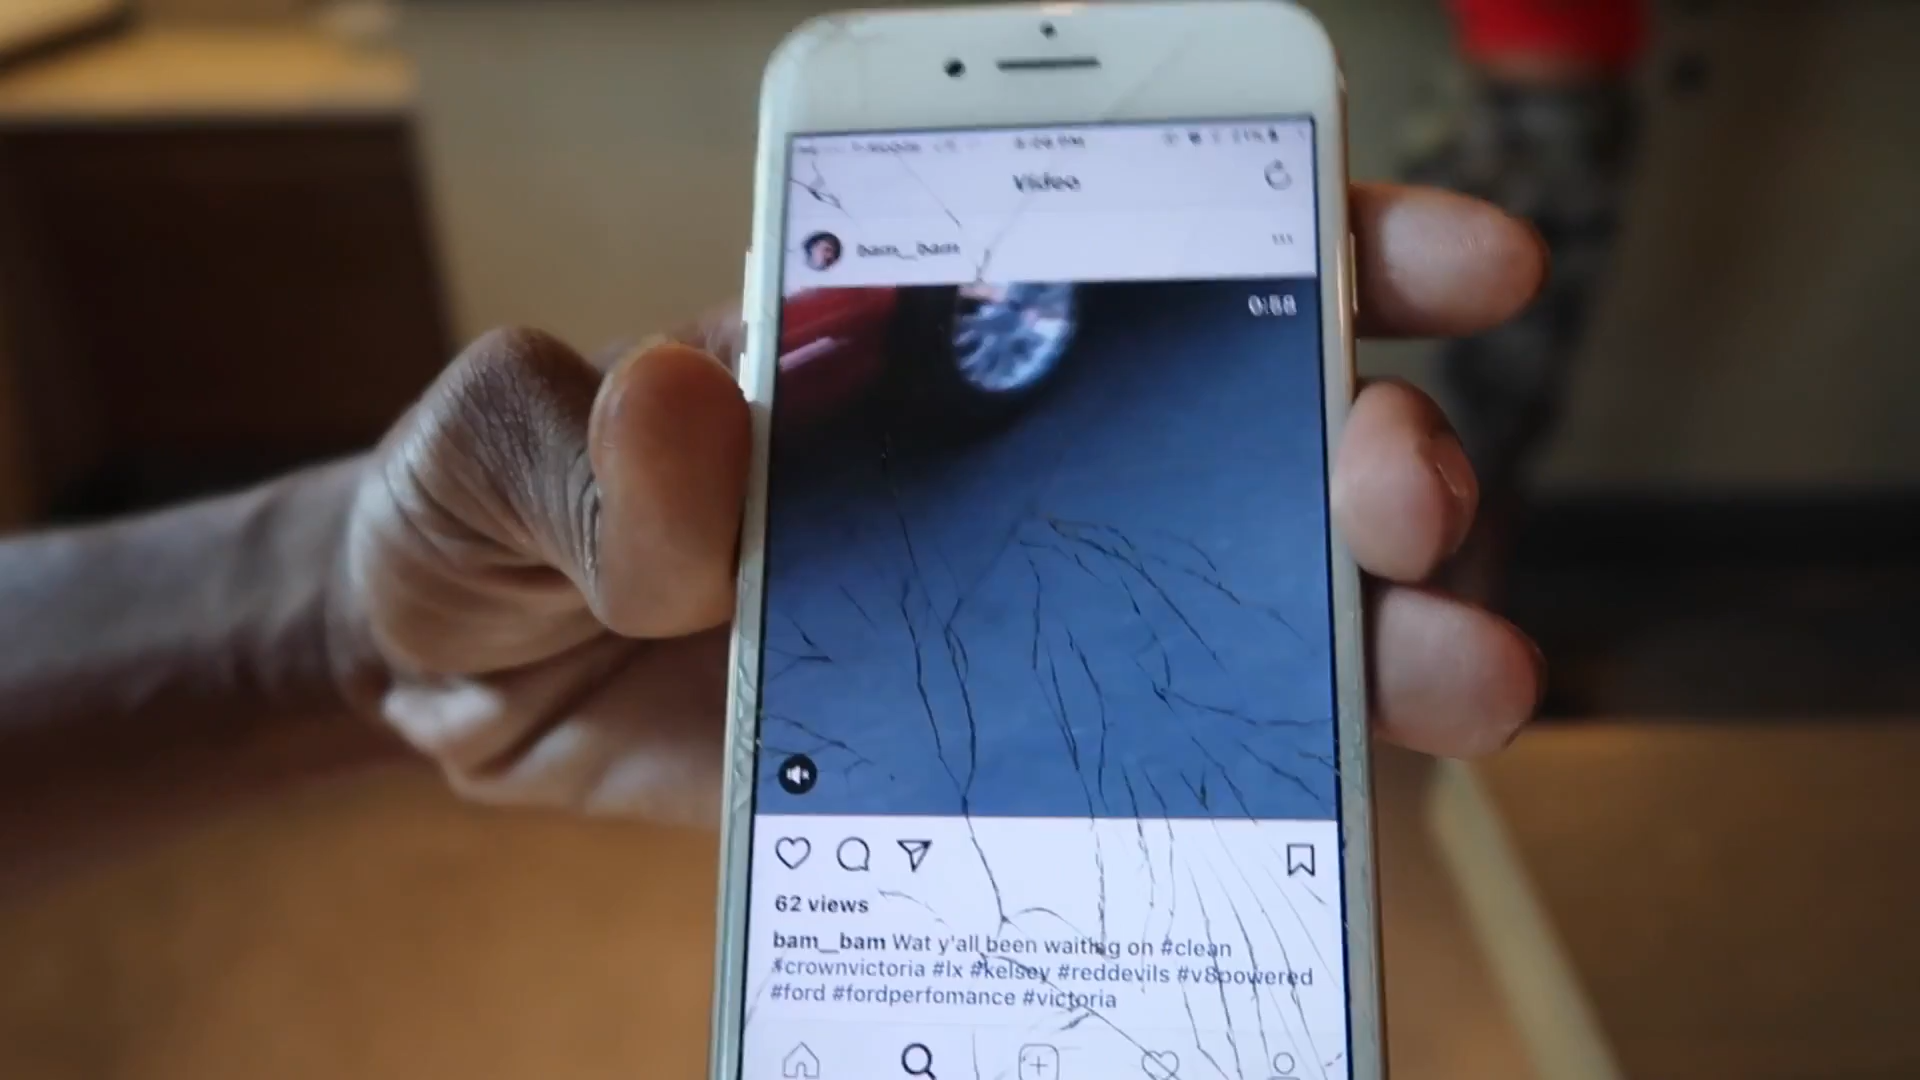 Video
bam__bam
0:58
62 views
bam__bam Wat y'all been waiting on #clean
#crownvictoria #lx #kelsey #reddevils #v8powered
#ford #fordperfomance #victoria